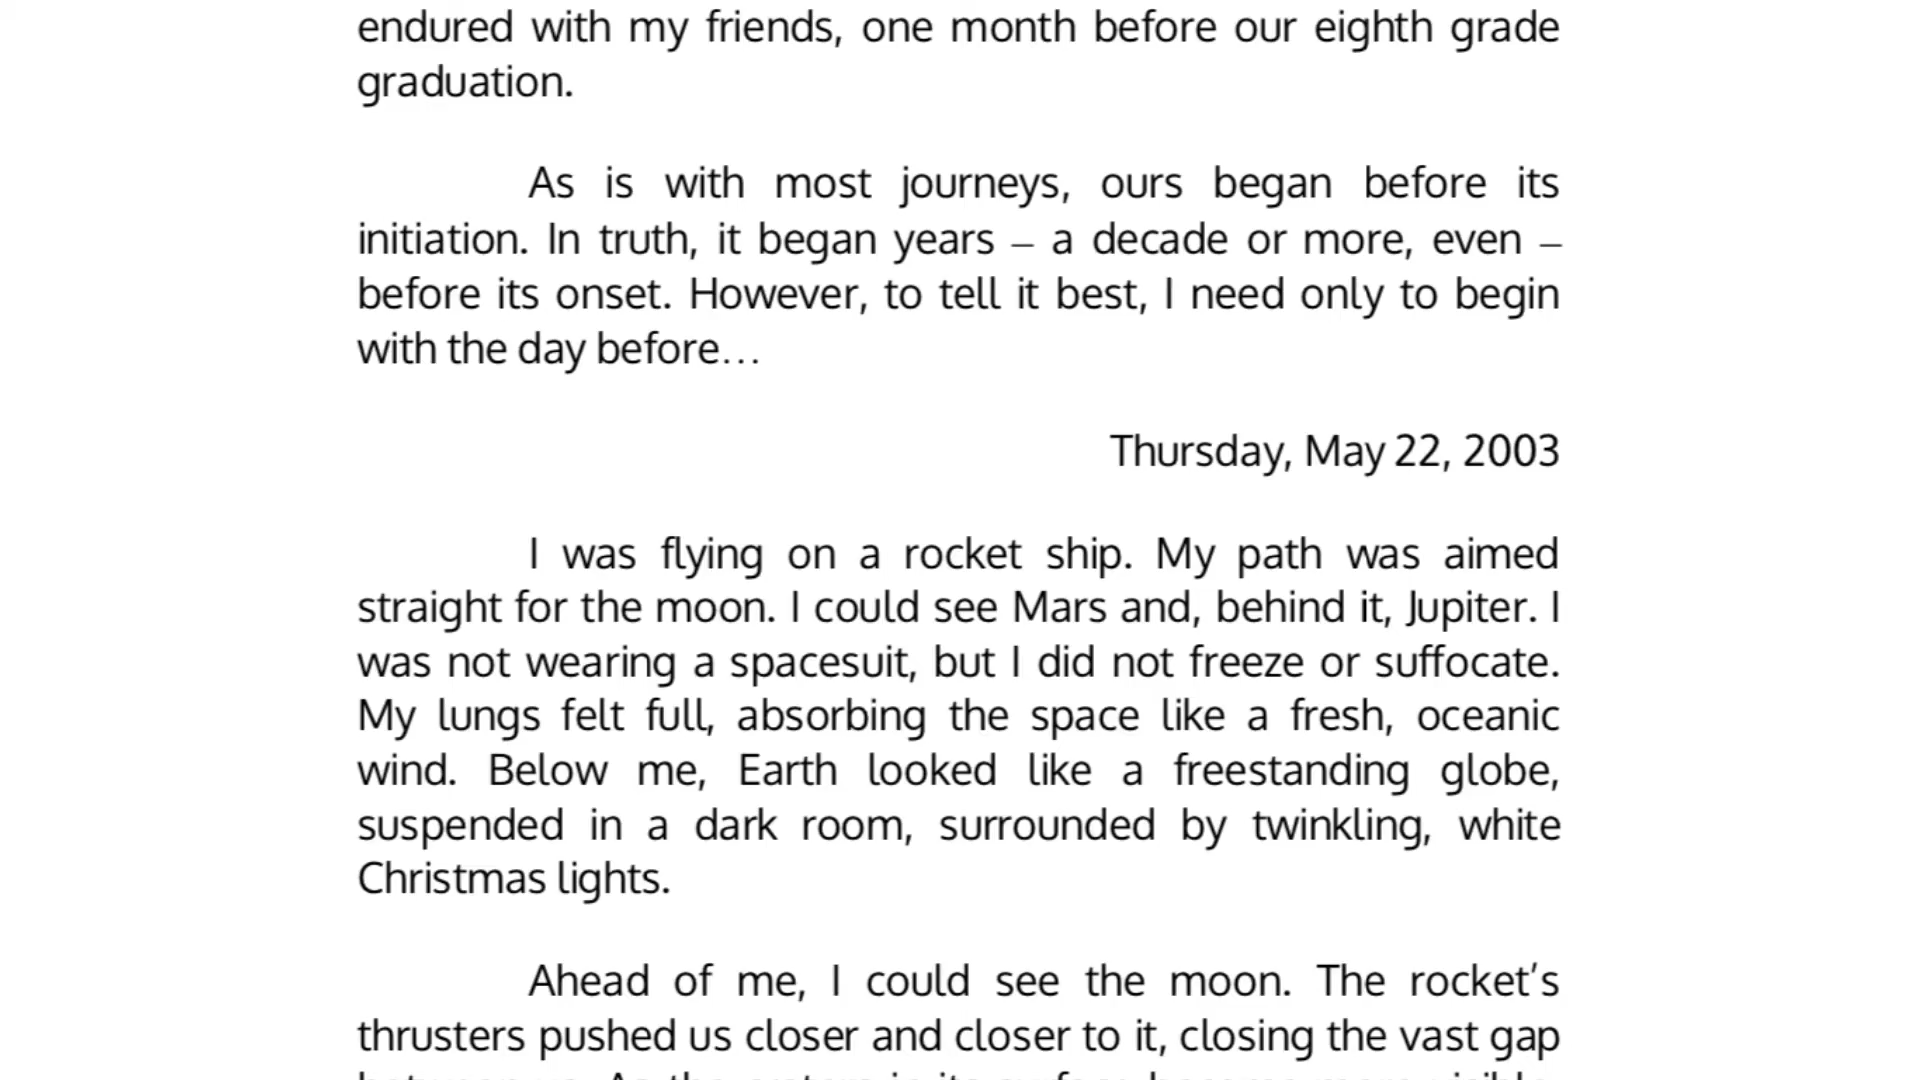 endured with my friends, one month before our eighth grade
graduation.
As is with most journeys, ours began before its
initiation. In truth, it began years – a decade or more, even –
before its onset. However, to tell it best, I need only to begin
with the day before…
Thursday, May 22, 2003
I was flying on a rocket ship. My path was aimed
straight for the moon. I could see Mars and, behind it, Jupiter. I
was not wearing a spacesuit, but I did not freeze or suffocate.
My lungs felt full, absorbing the space like a fresh, oceanic
wind. Below me, Earth looked like a freestanding globe,
suspended in a dark room, surrounded by twinkling, white
Christmas lights.
Ahead of me, I could see the moon. The rocket’s
thrusters pushed us closer and closer to it, closing the vast gap